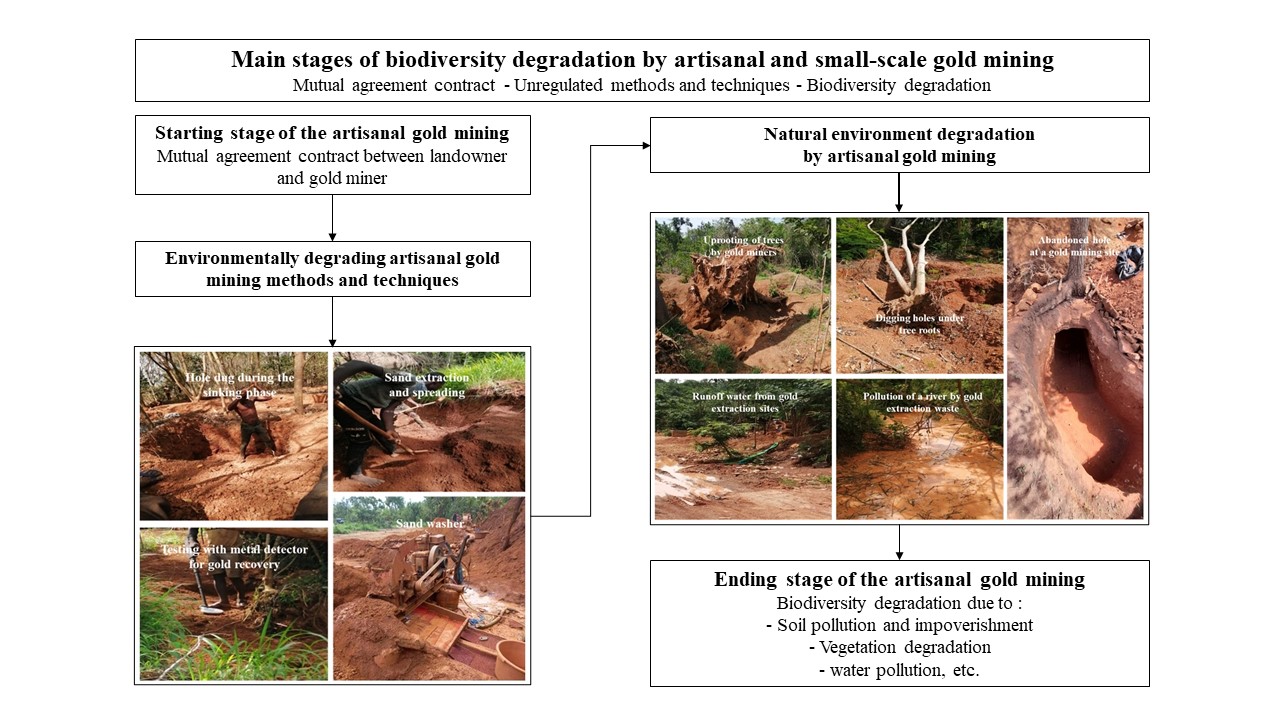 Main stages of biodiversity degradation by artisanal and small-scale gold mining
Mutual agreement contract - Unregulated methods and techniques - Biodiversity degradation
Starting stage of the artisanal gold mining
Mutual agreement contract between landowner
and gold miner
Environmentally degrading artisanal gold
mining methods and techniques
Hole dug during the
sinking phase
Sand extraction
and spreading
Testing with metal detector
for gold recovery
Sand washer
Natural environment degradation
by artisanal gold mining
Uprooting of trees
by gold miners
Digging holes under
tree roots
Abandoned hole
at a gold mining site
Runoff water from gold
extraction sites
Pollution of a river by gold
extraction waste
Ending stage of the artisanal gold mining
Biodiversity degradation due to :
- Soil pollution and impoverishment
- Vegetation degradation
- water pollution, etc.